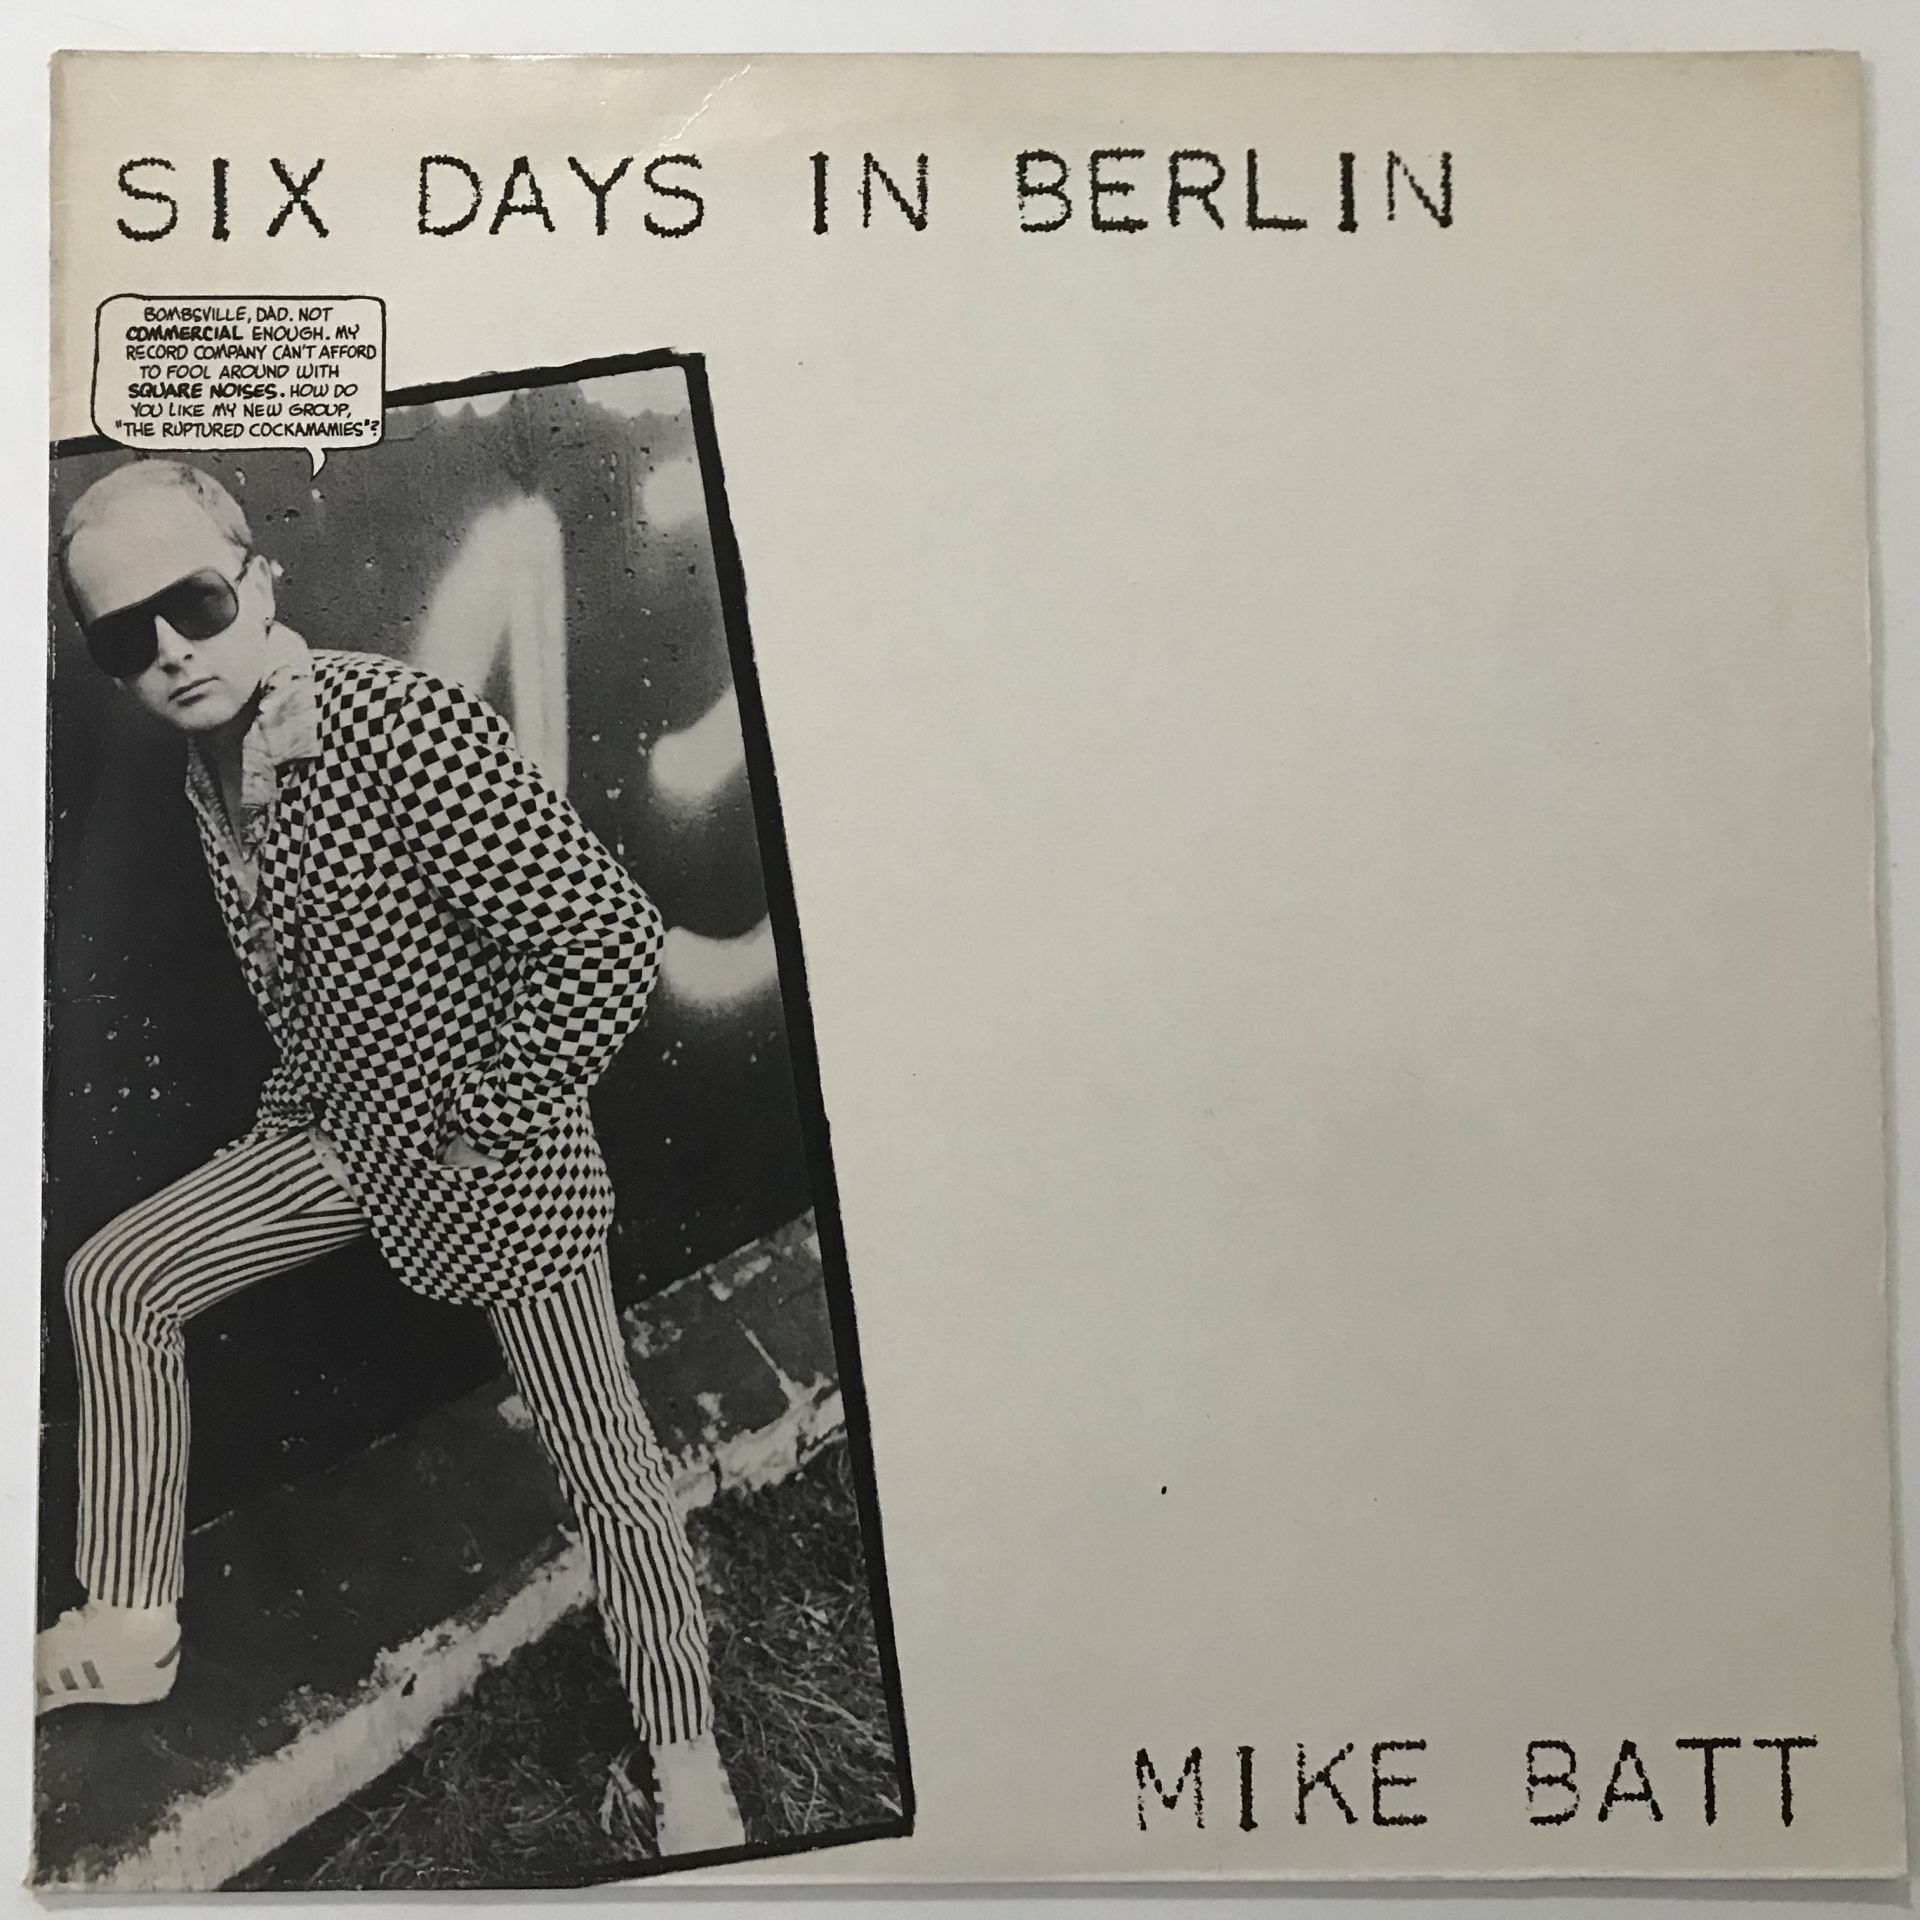 SIX DAYS IN BERLIN
BOMBSVILLE, DAD. NOT
COMMERCIAL ENOUGH. MY
RECORD COMPANY CAN'T AFFORD
TO FOOL AROUND WITH
SQUARE NOISES. HOW DO
YOU LIKE MY NEW GROUP,
"THE RUPTURED COCKAMAMIES"?
MIKE BATT